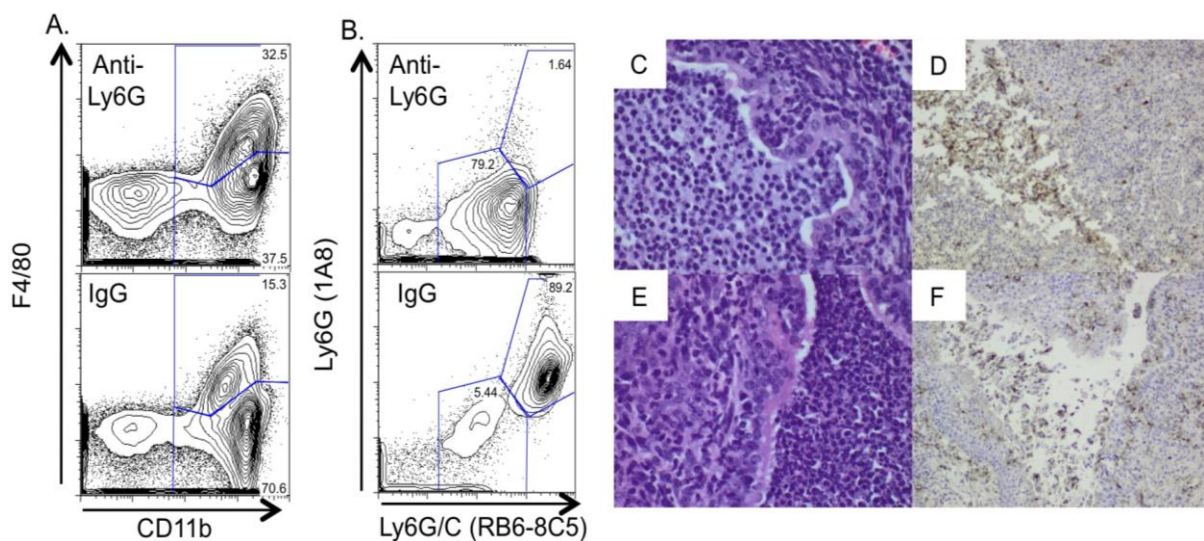 A.
F4/80
Anti-
Ly6G
32.5
37.5
IgG
15.3
70.6
CD11b
B.
Ly6G (1A8)
Anti-
Ly6G
1.64
79.2
IgG
89.2
5.44
Ly6G/C (RB6-8C5)
C
D
E
F